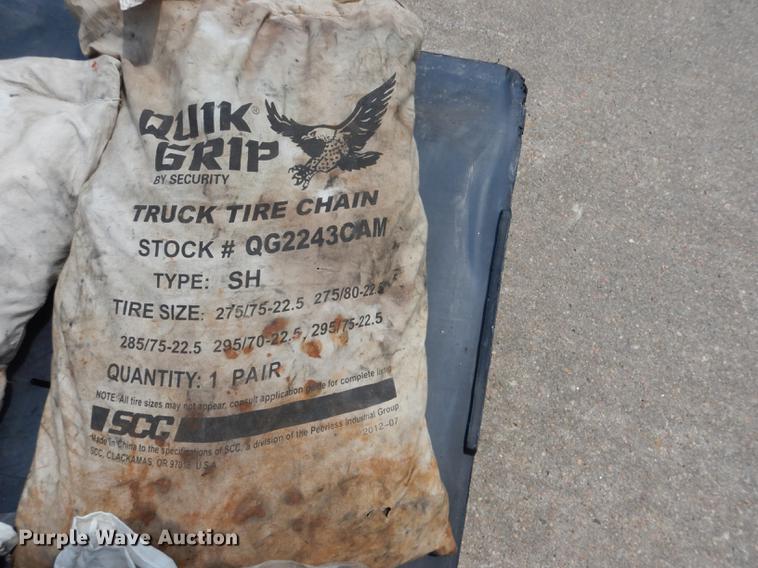 QUIK®
GRIP
BY SECURITY
TRUCK TIRE CHAIN
STOCK # QG2243CAM
TYPE: SH
TIRE SIZE: 275/75-22.5 275/80-22.5
285/75-22.5 295/70-22.5, 295/75-22.5
QUANTITY: 1 PAIR
NOTE: All tire sizes may not appear, consult application guide for complete listing
SCC
Made in China to the specifications of SCC, a division of the Peerless Industrial Group
SCC, CLACKAMAS, OR 97015 U.S.A. 2012-07
Purple Wave Auction